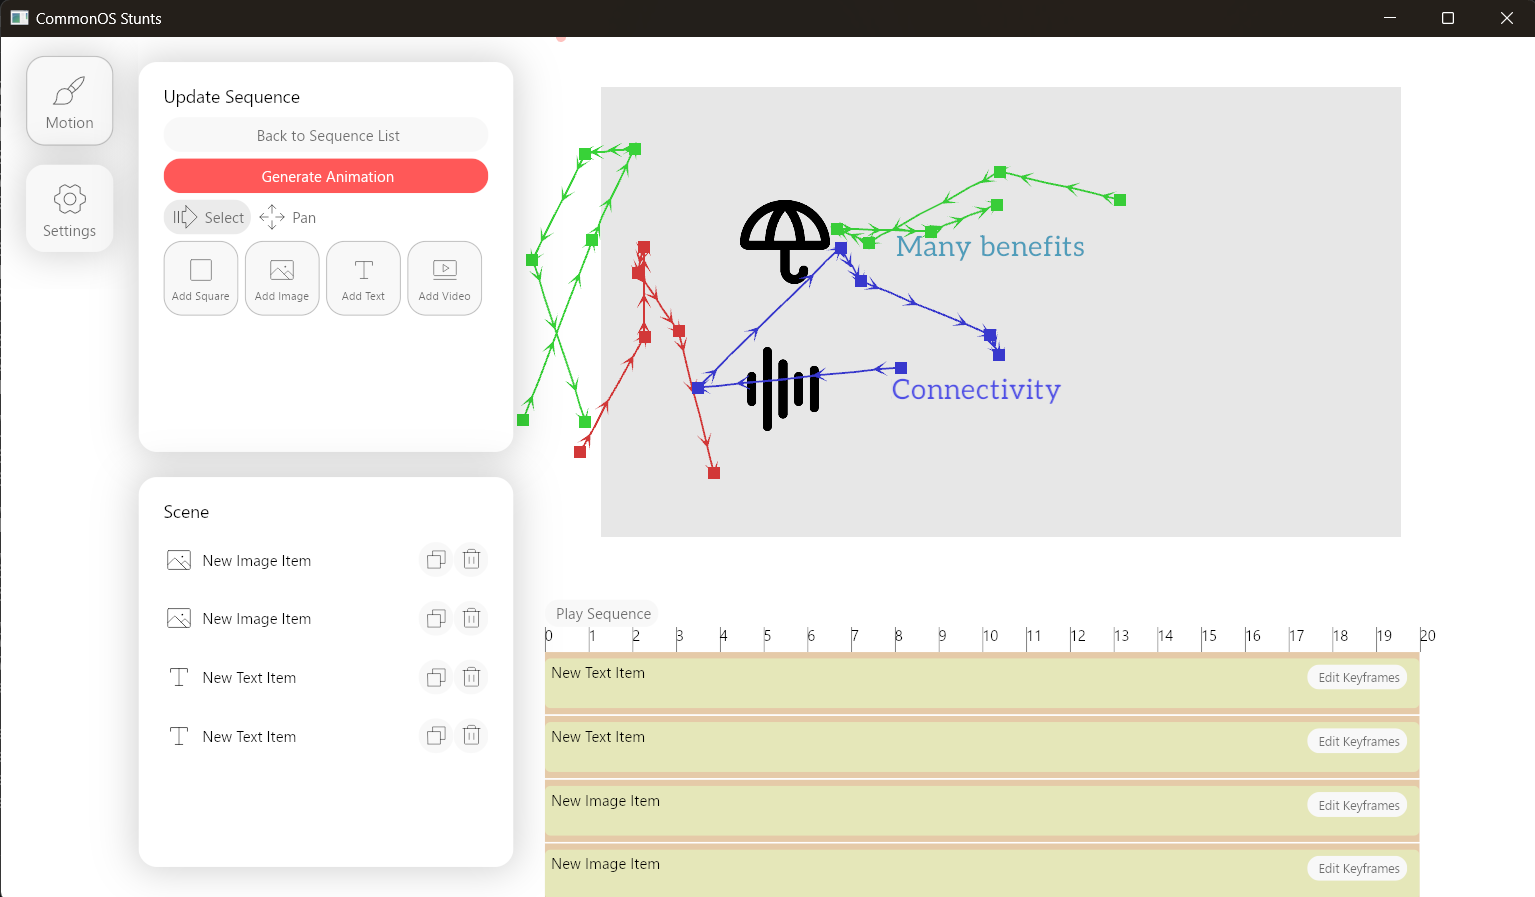 CommonOS Stunts
Motion
Settings
Update Sequence
Back to Sequence List
Generate Animation
Select
Pan
Add Square
Add Image
Add Text
Add Video
Many benefits
Connectivity
Scene
New Image Item
New Image Item
New Text Item
New Text Item
Play Sequence
0 1 2 3 4 5 6 7 8 9 10 11 12 13 14 15 16 17 18 19 20
New Text Item Edit Keyframes
New Text Item Edit Keyframes
New Image Item Edit Keyframes
New Image Item Edit Keyframes